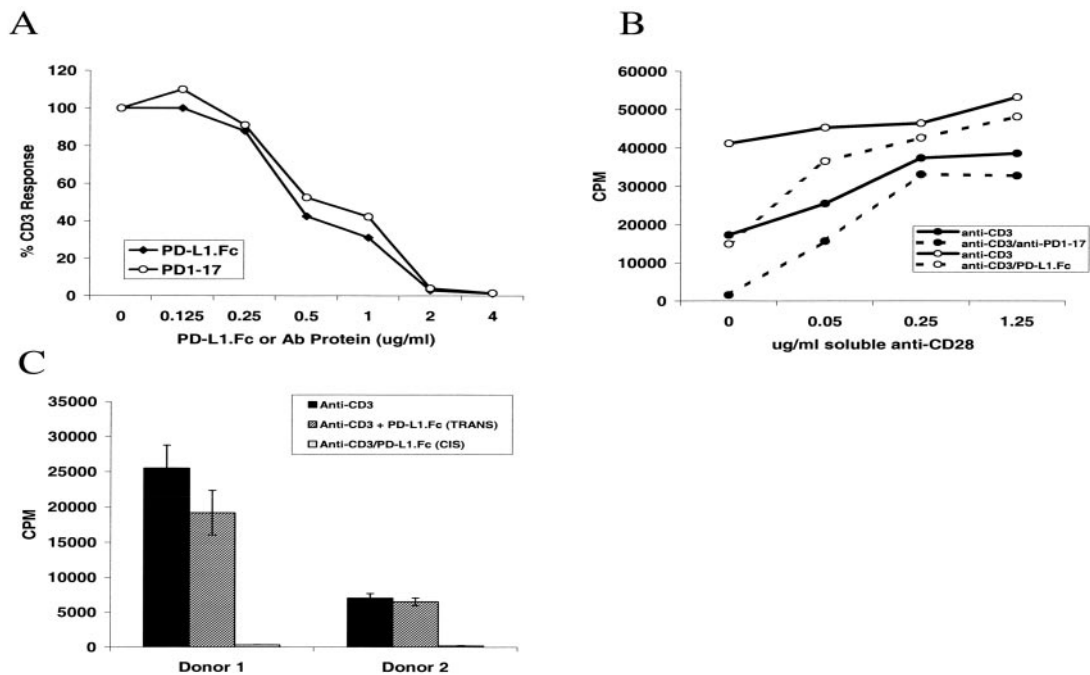 A
120
100
80
60
40
20
0
% CD3 Response
PD-L1.Fc
PD1-17
0 0.125 0.25 0.5 1 2 4
PD-L1.Fc or Ab Protein (ug/ml)
B
60000
50000
40000
30000
20000
10000
0
CPM
anti-CD3
anti-CD3/anti-PD1-17
anti-CD3
anti-CD3/PD-L1.Fc
0 0.05 0.25 1.25
ug/ml soluble anti-CD28
C
35000
30000
25000
20000
15000
10000
5000
0
CPM
Anti-CD3
Anti-CD3 + PD-L1.Fc (TRANS)
Anti-CD3/PD-L1.Fc (CIS)
Donor 1 Donor 2